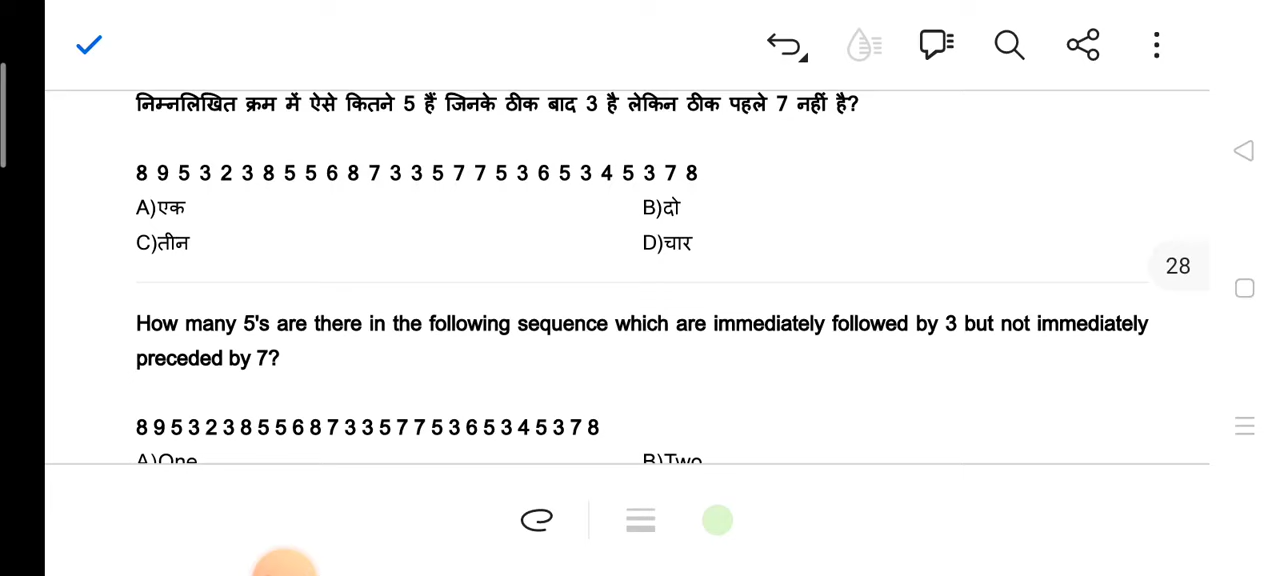 निम्नलिखित क्रम में ऐसे कितने 5 हैं जिनके ठीक बाद 3 है लेकिन ठीक पहले 7 नहीं है?
8 9 5 3 2 3 8 5 5 6 8 7 3 3 5 7 7 5 3 6 5 3 4 5 3 7 8
A)एक B)दो
C)तीन D)चार
28
How many 5's are there in the following sequence which are immediately followed by 3 but not immediately
preceded by 7?
8 9 5 3 2 3 8 5 5 6 8 7 3 3 5 7 7 5 3 6 5 3 4 5 3 7 8
A)One B)Two